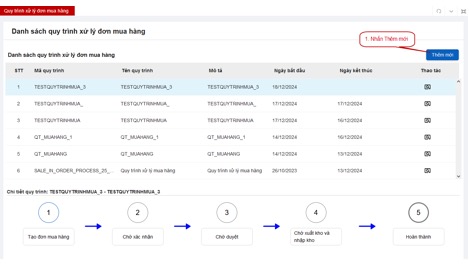 Quy trình xử lý đơn mua hàng
Danh sách quy trình xử lý đơn mua hàng
1. Nhấn Thêm mới
Danh sách quy trình xử lý đơn mua hàng
Thêm mới
STT Mã quy trình Tên quy trình Mô tả Ngày bắt đầu Ngày kết thúc Thao tác
1 TESTQUYTRINHMUA_3 TESTQUYTRINHMUA_3 TESTQUYTRINHMUA_3 18/12/2024
2 TESTQUYTRINHMUA_ TESTQUYTRINHMUA_ TESTQUYTRINHMUA_ 17/12/2024 17/12/2024
3 TESTQUYTRINHMUA TESTQUYTRINHMUA TESTQUYTRINHMUA 17/12/2024 16/12/2024
4 QT_MUAHANG_1 QT_MUAHANG_1 QT_MUAHANG_1 14/12/2024 16/12/2024
5 QT_MUAHANG QT_MUAHANG QT_MUAHANG 14/12/2024 13/12/2024
6 SALE_IN_ORDER_PROCESS_25_... Quy trình xử lý mua hàng Quy trình xử lý mua hàng 26/10/2023 13/12/2024
Chi tiết quy trình: TESTQUYTRINHMUA_3 - TESTQUYTRINHMUA_3
1 2 3 4 5
Tạo đơn mua hàng Chờ xác nhận Chờ duyệt Chờ xuất kho và nhập kho Hoàn thành